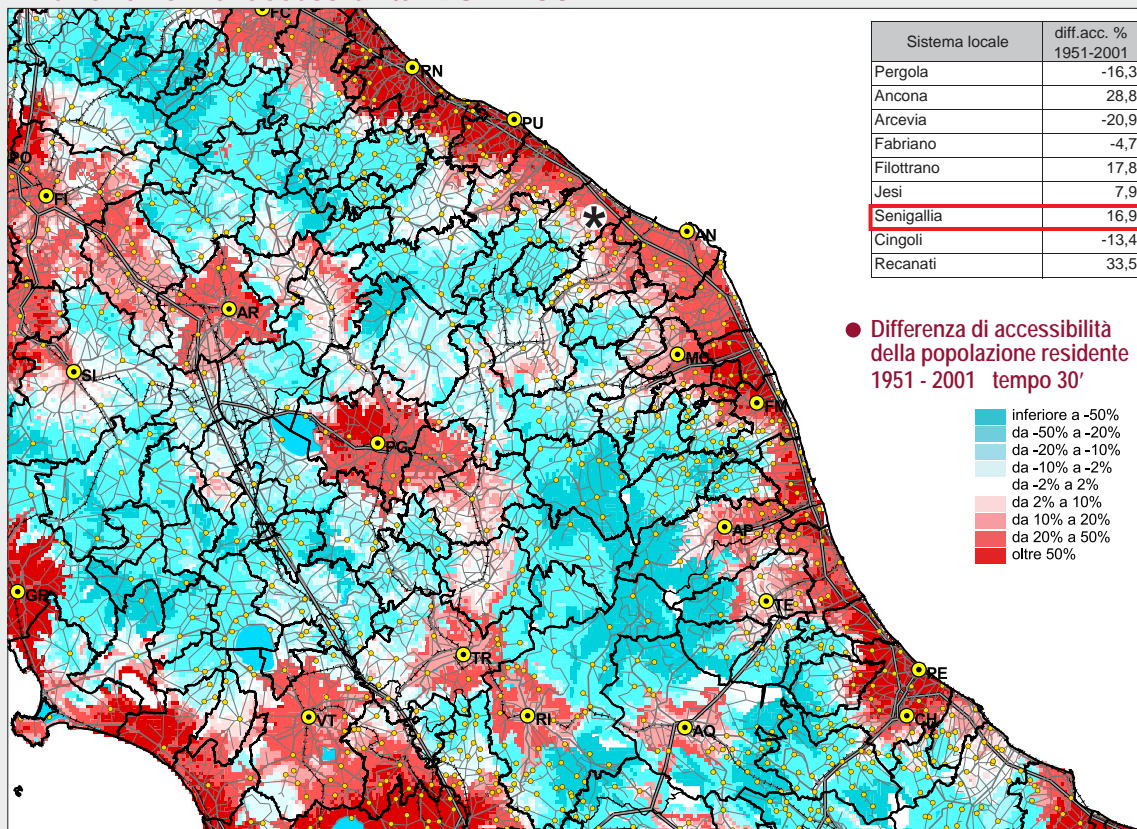 Sistema locale diff.acc. % 1951-2001
Pergola -16,3
Ancona 28,8
Arcevia -20,9
Fabriano -4,7
Filottrano 17,8
Jesi 7,9
Senigallia 16,9
Cingoli -13,4
Recanati 33,5
● Differenza di accessibilità
della popolazione residente
1951 - 2001 tempo 30'
inferiore a -50%
da -50% a -20%
da -20% a -10%
da -10% a -2%
da -2% a 2%
da 2% a 10%
da 10% a 20%
da 20% a 50%
oltre 50%
FC
RN
PU
PO
FI
*
AN
AR
MC
SI
FM
PG
AP
GR
TE
TR
PE
VT
RI
CH
AQ